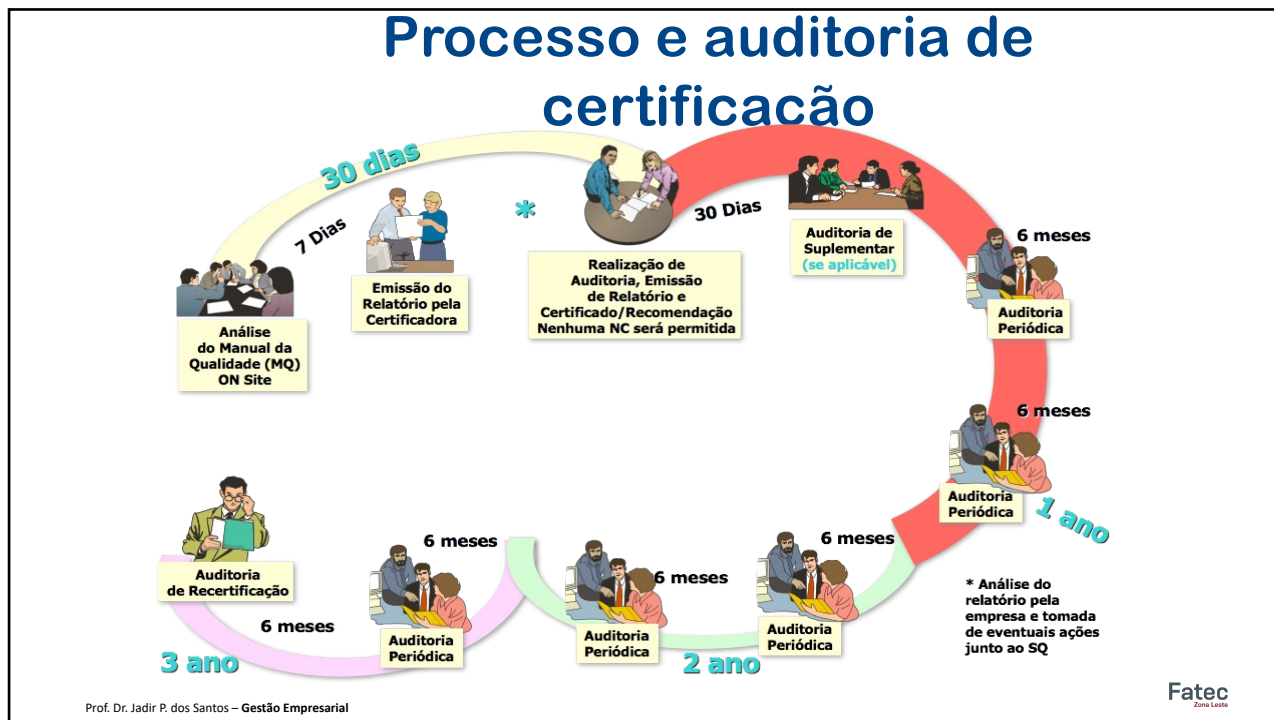 Processo e auditoria de
certificação
30 dias
7 Dias
*
30 Dias
Análise
do Manual da
Qualidade (MQ)
ON Site
Emissão do
Relatório pela
Certificadora
Realização de
Auditoria, Emissão
de Relatório e
Certificado/Recomendação
Nenhuma NC será permitida
Auditoria de
Suplementar
(se aplicável)
6 meses
Auditoria
Periódica
6 meses
Auditoria
Periódica
1 ano
6 meses
Auditoria
Periódica
6 meses
Auditoria
Periódica
2 ano
6 meses
Auditoria
Periódica
6 meses
Auditoria
de Recertificação
3 ano
* Análise do
relatório pela
empresa e tomada
de eventuais ações
junto ao SQ
Prof. Dr. Jadir P. dos Santos – Gestão Empresarial
Fatec
Zona Leste